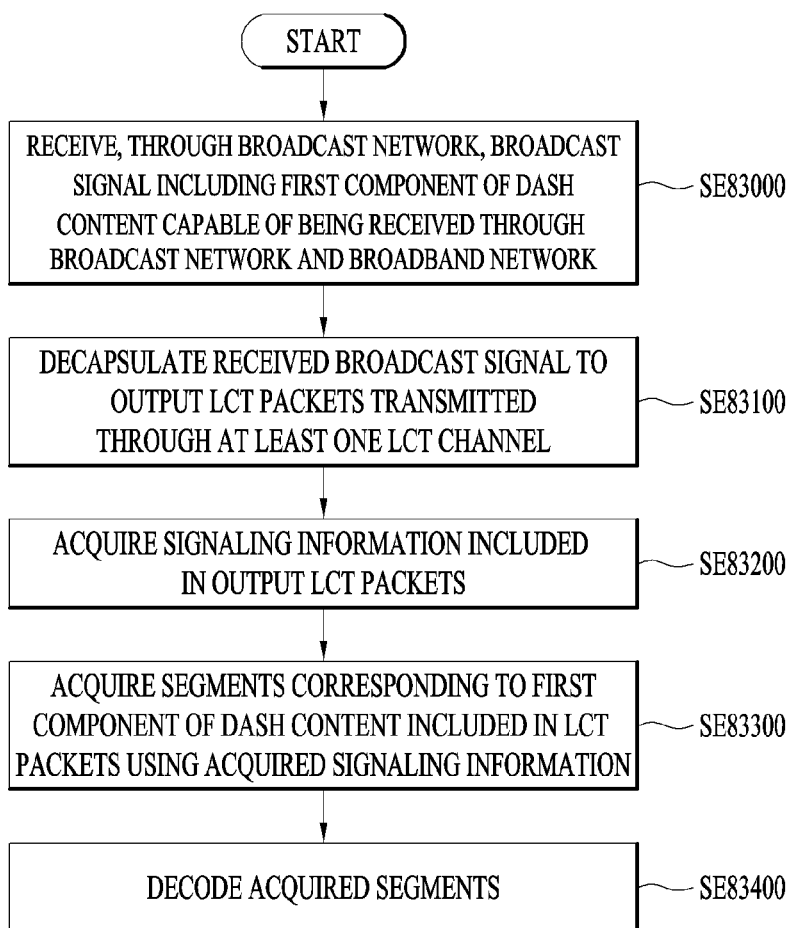 START
RECEIVE, THROUGH BROADCAST NETWORK, BROADCAST
SIGNAL INCLUDING FIRST COMPONENT OF DASH
CONTENT CAPABLE OF BEING RECEIVED THROUGH
BROADCAST NETWORK AND BROADBAND NETWORK
SE83000
DECAPSULATE RECEIVED BROADCAST SIGNAL TO
OUTPUT LCT PACKETS TRANSMITTED
THROUGH AT LEAST ONE LCT CHANNEL
SE83100
ACQUIRE SIGNALING INFORMATION INCLUDED
IN OUTPUT LCT PACKETS
SE83200
ACQUIRE SEGMENTS CORRESPONDING TO FIRST
COMPONENT OF DASH CONTENT INCLUDED IN LCT
PACKETS USING ACQUIRED SIGNALING INFORMATION
SE83300
DECODE ACQUIRED SEGMENTS
SE83400